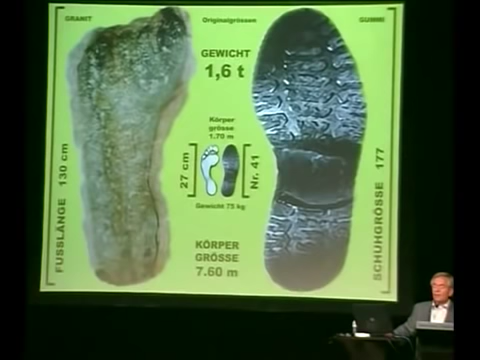 GRANIT
Originalgrössen
GUMMI
GEWICHT
1,6 t
Körper
grösse
1.70 m
27 cm
Nr. 41
Gewicht 75 kg
FUSSLÄNGE 130 cm
SCHUHGRÖSSE 177
KÖRPER
GRÖSSE
7.60 m